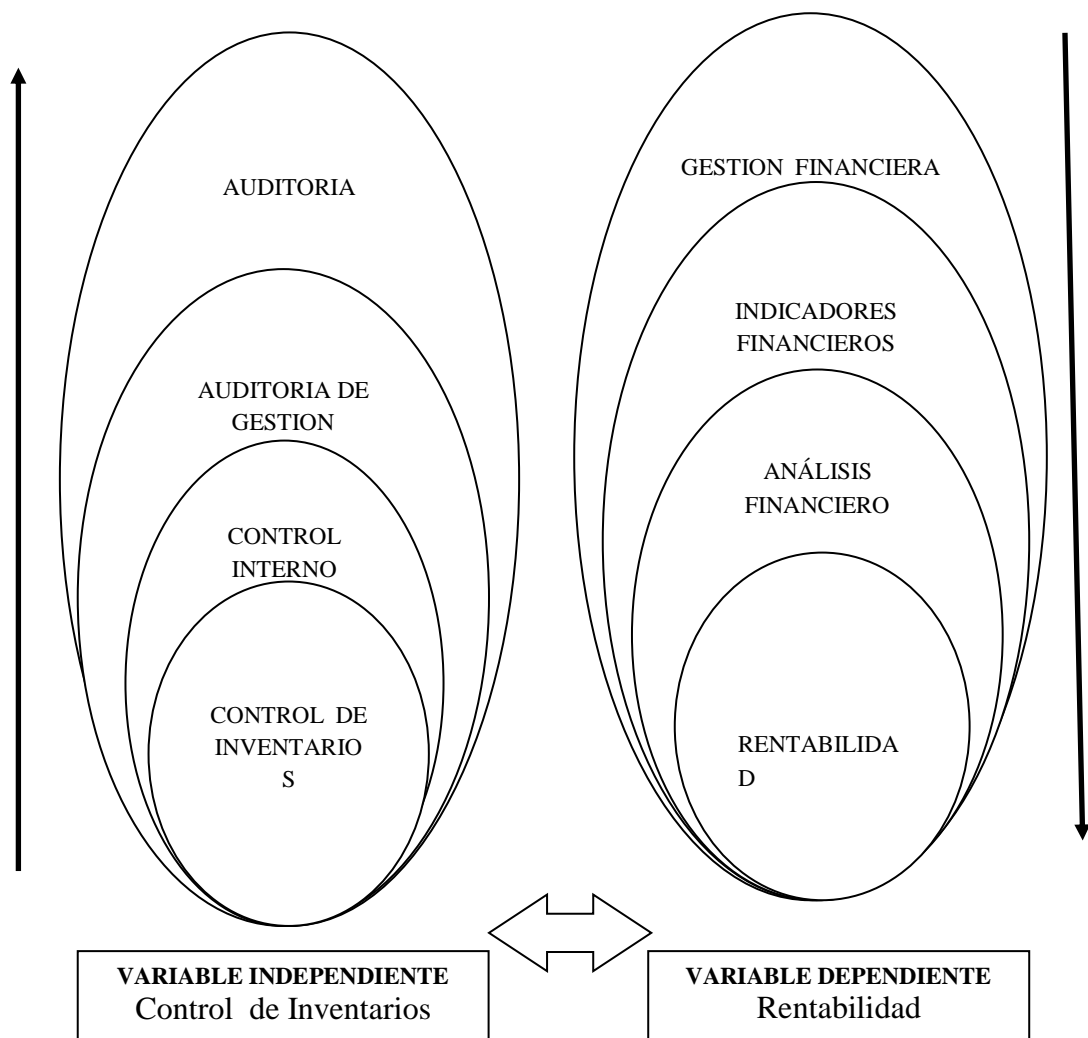 AUDITORIA
AUDITORIA DE
GESTION
CONTROL
INTERNO
CONTROL DE
INVENTARIO
S
GESTION FINANCIERA
INDICADORES
FINANCIEROS
ANÁLISIS
FINANCIERO
RENTABILIDA
D
VARIABLE INDEPENDIENTE
Control de Inventarios
VARIABLE DEPENDIENTE
Rentabilidad